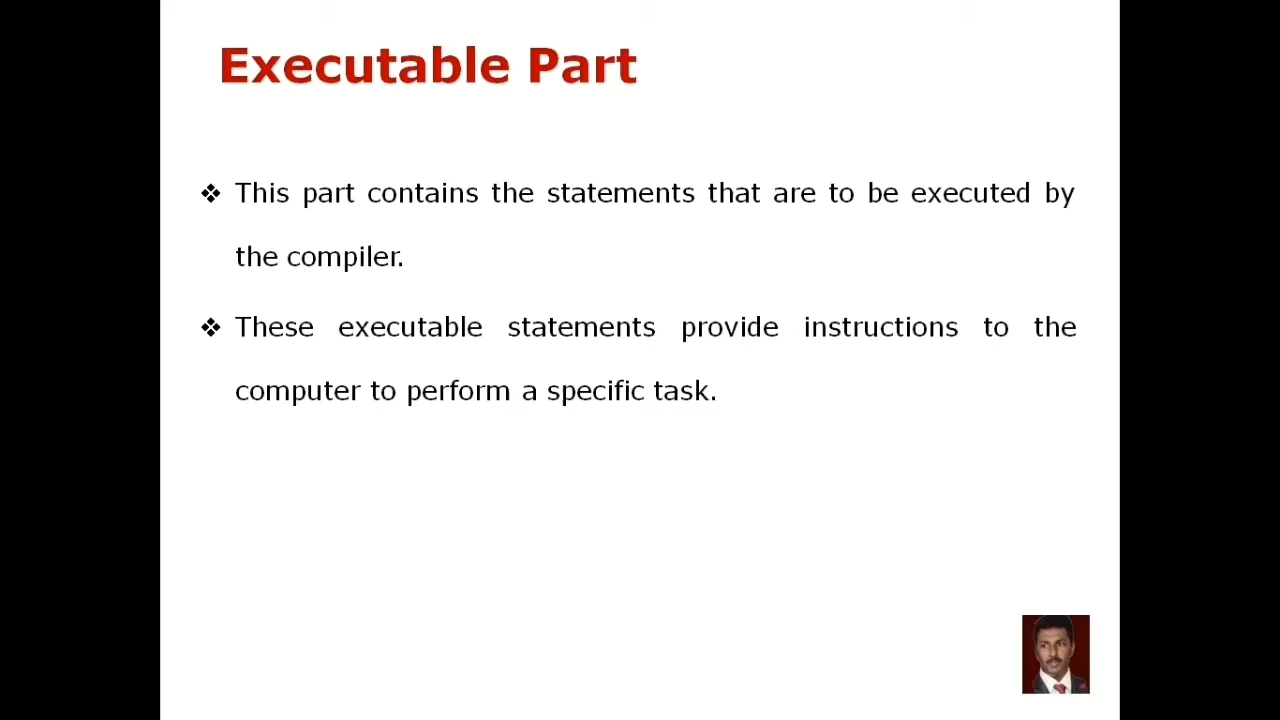 Executable Part
❖ This part contains the statements that are to be executed by
the compiler.
❖ These executable statements provide instructions to the
computer to perform a specific task.